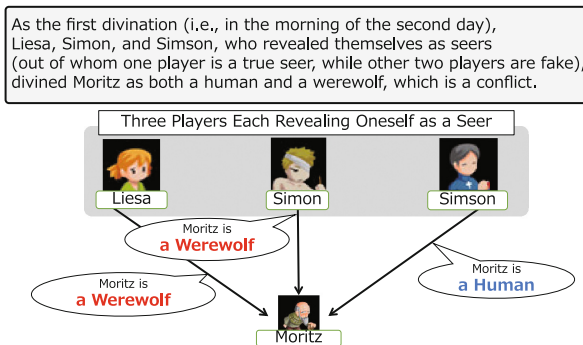 As the first divination (i.e., in the morning of the second day),
Liesa, Simon, and Simson, who revealed themselves as seers
(out of whom one player is a true seer, while other two players are fake),
divined Moritz as both a human and a werewolf, which is a conflict.
Three Players Each Revealing Oneself as a Seer
Liesa
Simon
Simson
Moritz is
a Werewolf
Moritz is
a Werewolf
Moritz is
a Human
Moritz